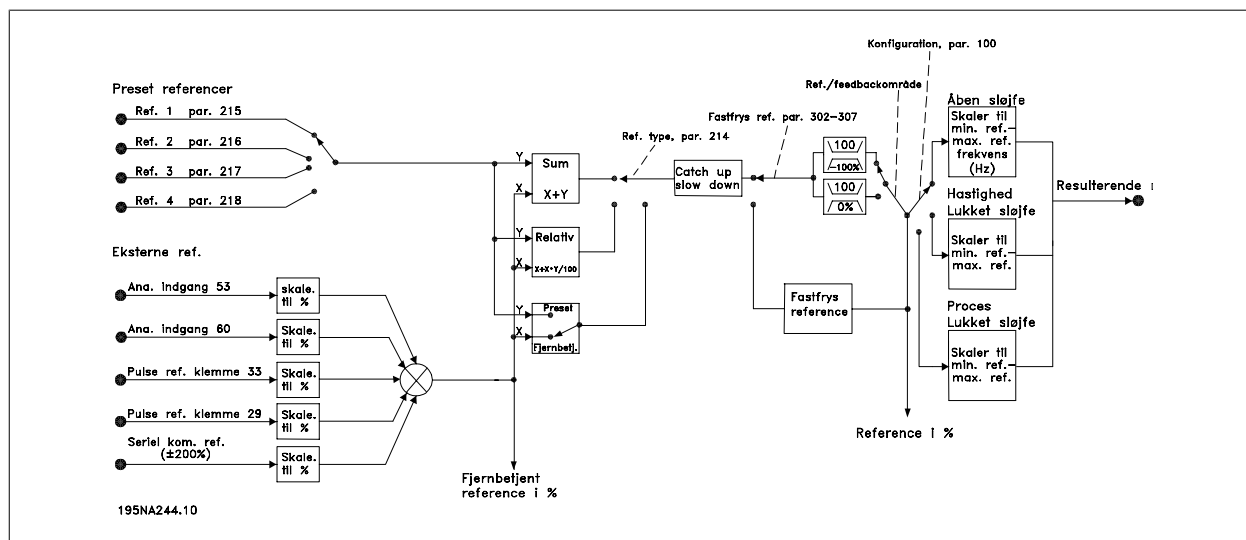 Konfiguration, par. 100
Ref./feedbackområde
Preset referencer
Ref. 1 par. 215
Ref. 2 par. 216
Ref. 3 par. 217
Ref. 4 par. 218
Fastfrys ref. par. 302-307
Ref. type, par. 214
Y
Sum
X
X+Y
Catch up
slow down
100
-100%
100
0%
Åben sløjfe
Skaler til
min. ref.-
max. ref.
frekvens
(Hz)
Hastighed
Lukket sløjfe
Skaler til
min. ref.-
max. ref.
Resulterende
Y
Relativ
X
X+X*Y/100
Y
Preset
X
Fjernbetj.
Fastfrys
reference
Proces
Lukket sløjfe
Skaler til
min. ref.-
max. ref.
Eksterne ref.
Ana. indgang 53
skale.
til %
Ana. indgang 60
Skale.
til %
Pulse ref. klemme 33
Skale.
til %
Pulse ref. klemme 29
Skale.
til %
Seriel kom. ref.
(±200%)
Skale.
til %
Reference i %
Fjernbetjent
reference i %
195NA244.10